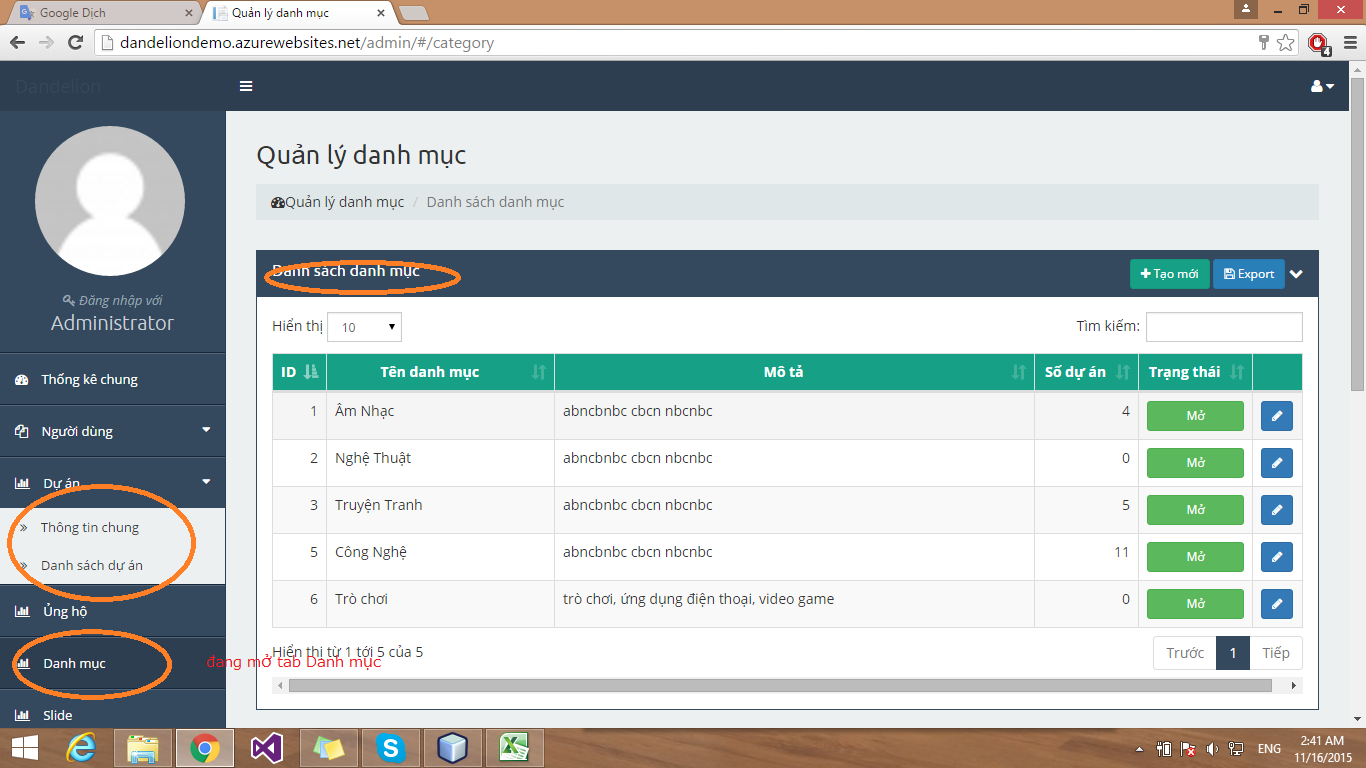 Google Dịch
Quản lý danh mục
dandeliondemo.azurewebsites.net/admin/#/category
4
Dandelion
Đăng nhập với
Administrator
Thống kê chung
Người dùng
Dự án
Thông tin chung
Danh sách dự án
Ủng hộ
Danh mục
đang mở tab Danh mục
Slide
Quản lý danh mục
Quản lý danh mục / Danh sách danh mục
Danh sách danh mục
Tạo mới Export
Hiển thị 10 Tìm kiếm:
ID Tên danh mục Mô tả Số dự án Trạng thái
1 Âm Nhạc abncbnbc cbcn nbcnbc 4 Mở
2 Nghệ Thuật abncbnbc cbcn nbcnbc 0 Mở
3 Truyện Tranh abncbnbc cbcn nbcnbc 5 Mở
5 Công Nghệ abncbnbc cbcn nbcnbc 11 Mở
6 Trò chơi trò chơi, ứng dụng điện thoại, video game 0 Mở
Hiển thị từ 1 tới 5 của 5 Trước 1 Tiếp
ENG
2:41 AM
11/16/2015